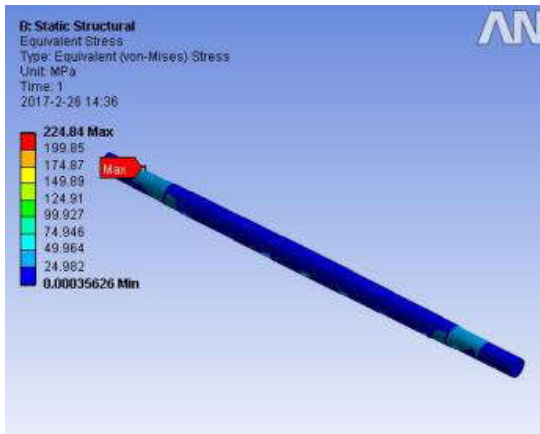 B: Static Structural
Equivalent Stress
Type: Equivalent (von-Mises) Stress
Unit: MPa
Time: 1
2017-2-26 14:36
AN
224.84 Max
199.85
174.87
149.89
124.91
99.927
74.946
49.964
24.982
0.00035626 Min
Max